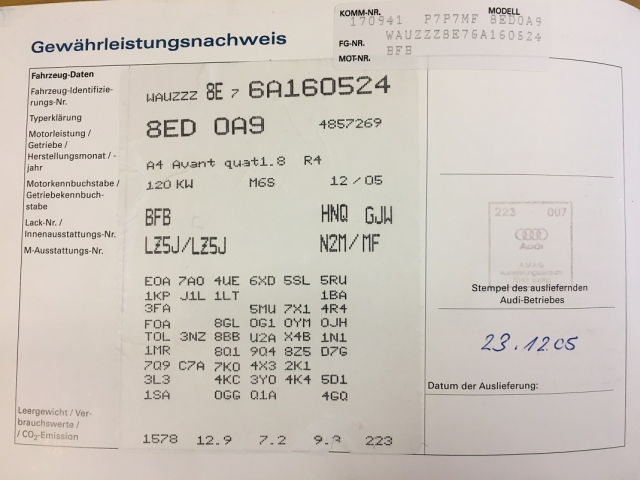 KOMM-NR. MODELL
170941 P7P7MF 8ED0A9
FG-NR. WAUZZZ8E76A160524
MOT-NR. BFB
Gewährleistungsnachweis
Fahrzeug-Daten
Fahrzeug-Identifizie-
rungs-Nr.
WAUZZZ 8E 7 6A160524
Typerklärung
8ED 0A9 4857269
Motorleistung /
Getriebe /
Herstellungsmonat / -
jahr
A4 Avant quat1.8 R4
120 KW M6S 12 / 05
Motorkennbuchstabe /
Getriebekennbuch-
stabe
BFB HNQ GJW
Lack-Nr. /
Innenausstattungs-Nr.
LZ5J/LZ5J N2M/ MF
M-Ausstattungs-Nr.
E0A 7A0 4UE 6XD 5SL 5RU
1KP J1L 1LT 1BA
3FA 5MU 7X1 4R4
F0A 8GL 0G1 0YM 0JH
T0L 3NZ 8BB U2A X4B 1N1
1MR 8Q1 9Q4 8Z5 D7G
7Q9 C7A 7K0 4X3 2K1
3L3 4KC 3Y0 4K4 5D1
1SA 0GG Q1A 4GQ
Leergewicht / Ver-
brauchswerte /
/ CO2-Emission
1578 12.9 7.2 9.3 223
223 007
Audi
Stempel des ausliefernden
Audi-Betriebes
23.12.05
Datum der Auslieferung: